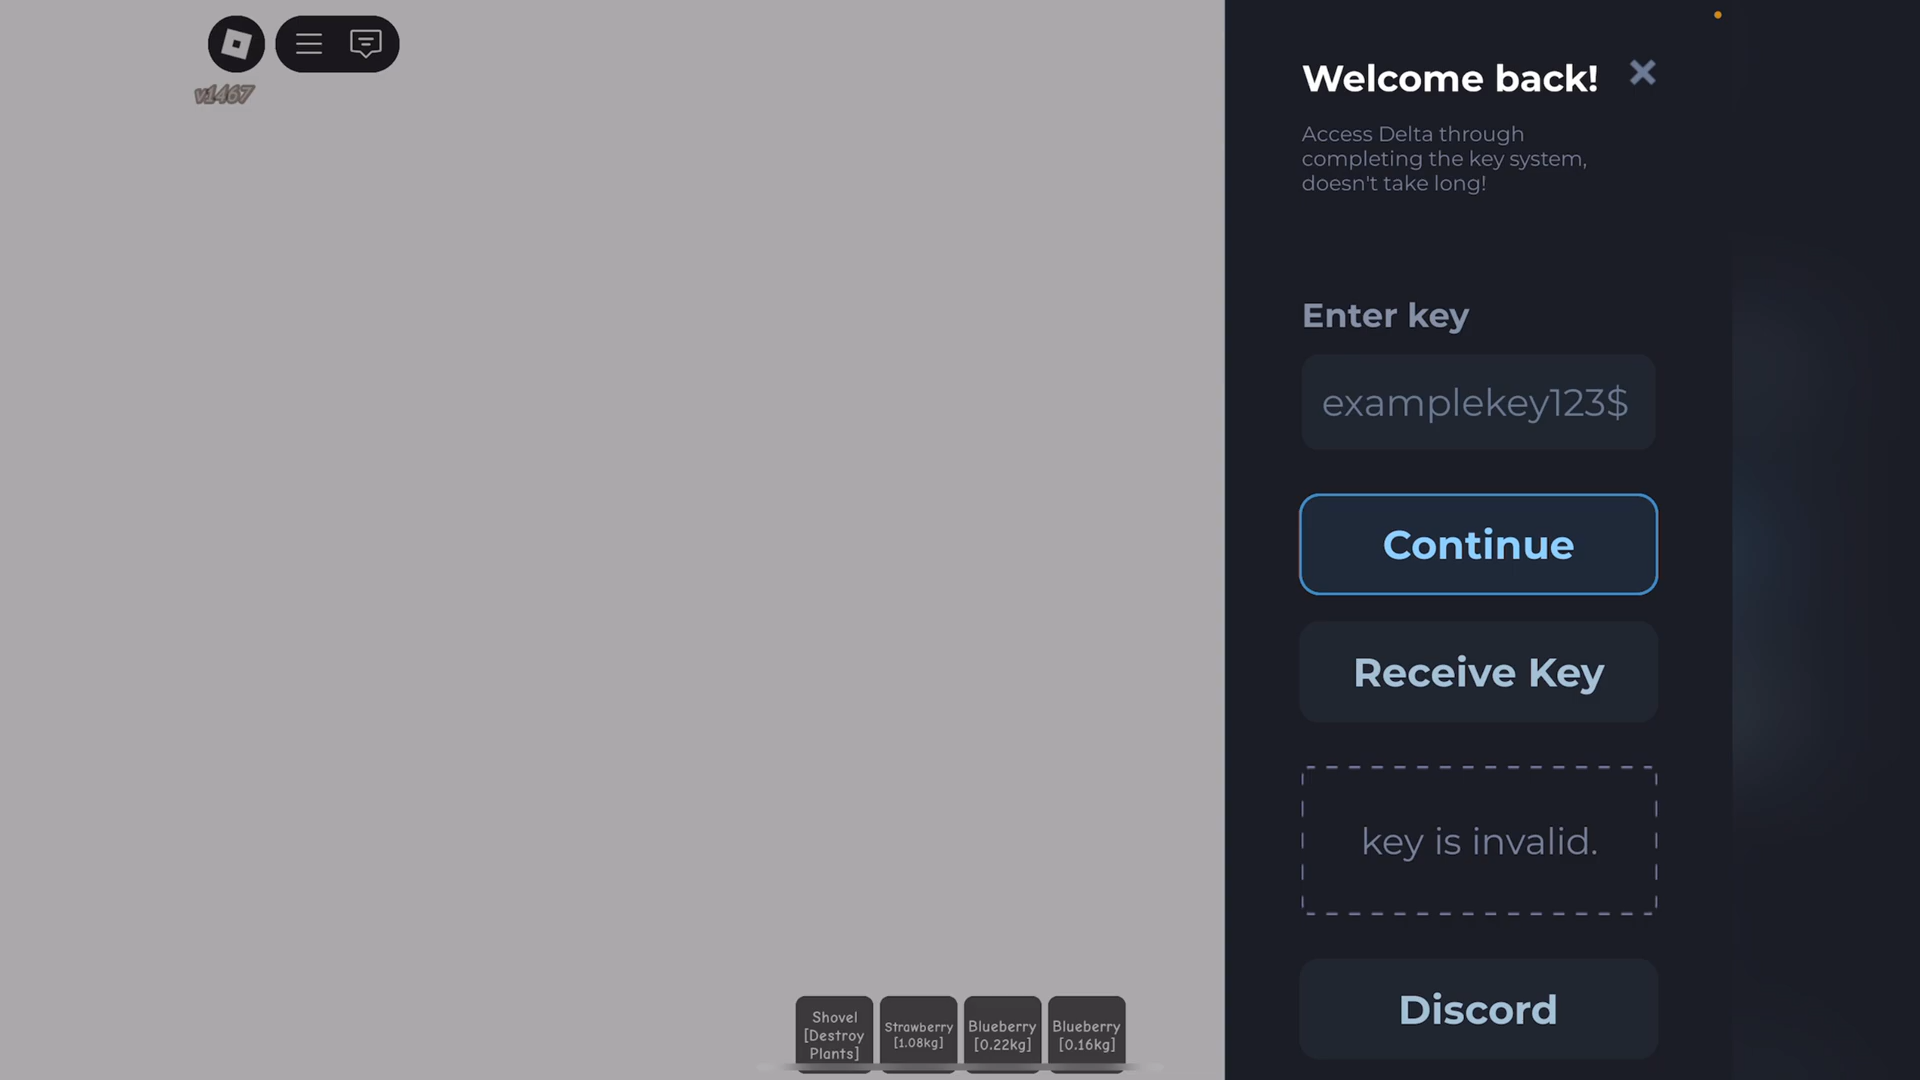 v1467
Welcome back!
Access Delta through
completing the key system,
doesn't take long!
Enter key
examplekey123$
Continue
Receive Key
key is invalid.
Discord
Shovel
[Destroy
Plants]
Strawberry
[1.08kg]
Blueberry
[0.22kg]
Blueberry
[0.16kg]